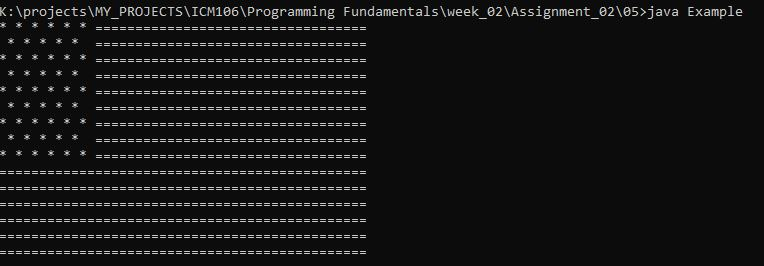 K:\projects\MY_PROJECTS\ICM106\Programming Fundamentals\week_02\Assignment_02\05>java Example
* * * * * * ==================================
 * * * * *  ==================================
* * * * * * ==================================
 * * * * *  ==================================
* * * * * * ==================================
 * * * * *  ==================================
* * * * * * ==================================
 * * * * *  ==================================
* * * * * * ==================================
==============================================
==============================================
==============================================
==============================================
==============================================
==============================================